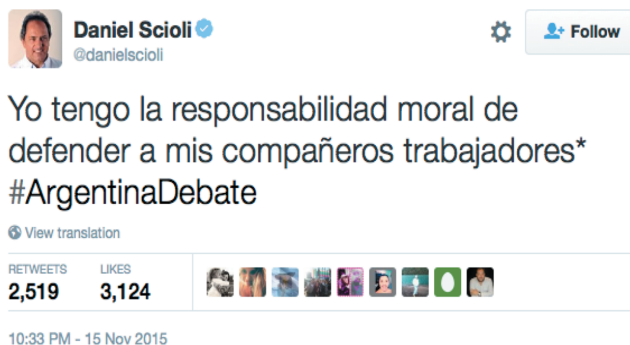 Daniel Scioli
@danielscioli
Follow
Yo tengo la responsabilidad moral de
defender a mis compañeros trabajadores*
#ArgentinaDebate
View translation
RETWEETS LIKES
2,519 3,124
10:33 PM - 15 Nov 2015